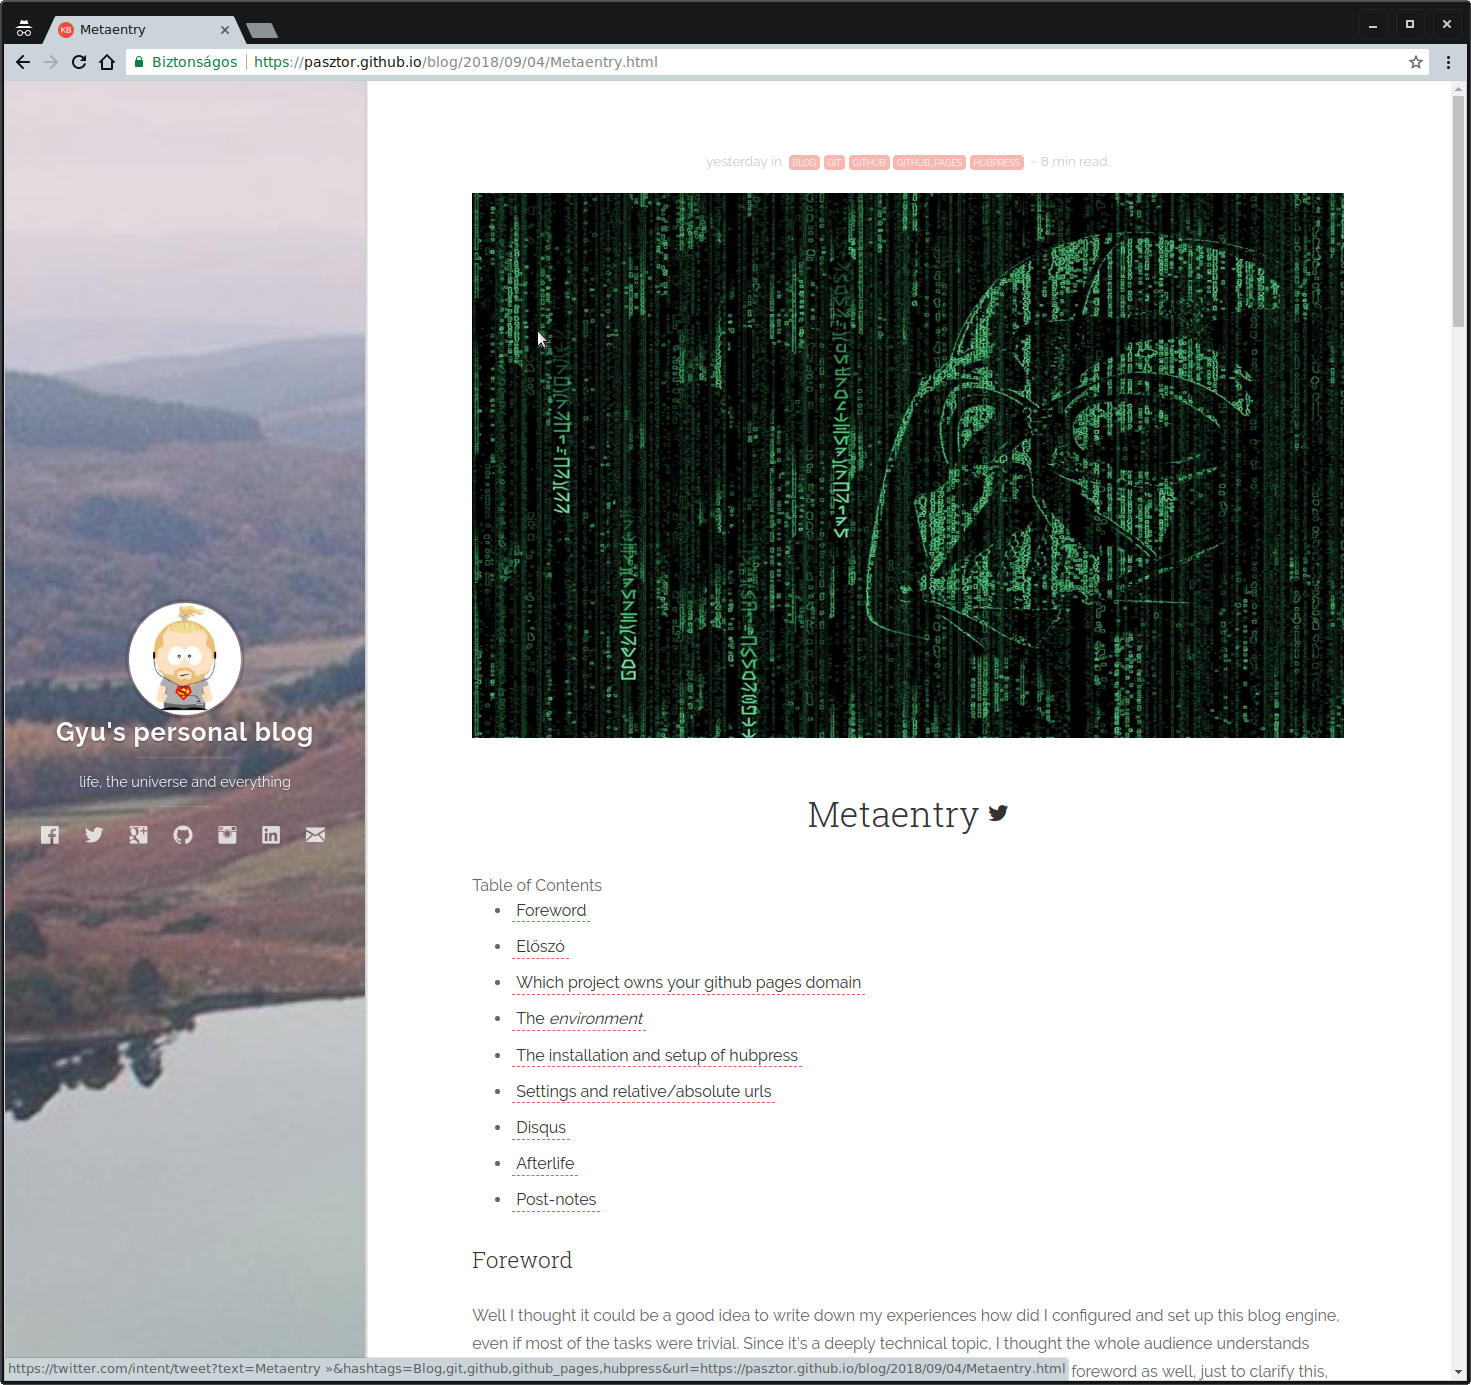 Metaentry
Biztonságos
https://pasztor.github.io/blog/2018/09/04/Metaentry.html
yesterday in BLOG GIT GITHUB GITHUB_PAGES HUBPRESS ~ 8 min read.
Gyu's personal blog
life, the universe and everything
Metaentry
Table of Contents
Foreword
Előszó
Which project owns your github pages domain
The environment
The installation and setup of hubpress
Settings and relative/absolute urls
Disqus
Afterlife
Post-notes
Foreword
Well I thought it could be a good idea to write down my experiences how did I configured and set up this blog engine,
even if most of the tasks were trivial. Since it's a deeply technical topic, I thought the whole audience understands
foreword as well, just to clarify this,
https://twitter.com/intent/tweet?text=Metaentry »&hashtags=Blog,git,github,github_pages,hubpress&url=https://pasztor.github.io/blog/2018/09/04/Metaentry.html